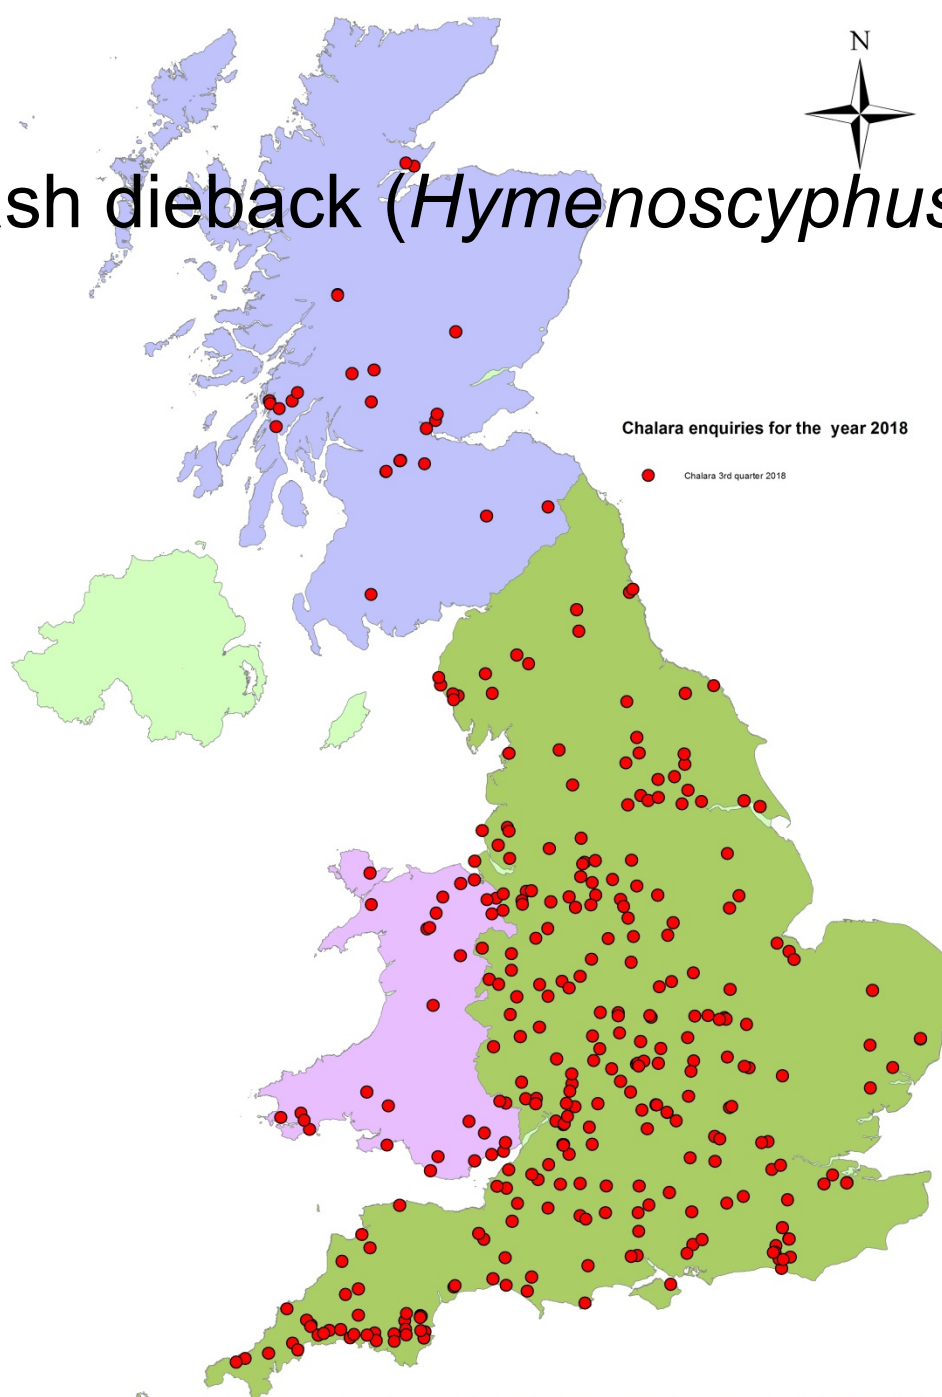 N
sh dieback (Hymenoscyphus
Chalara enquiries for the year 2018
Chalara 3rd quarter 2018